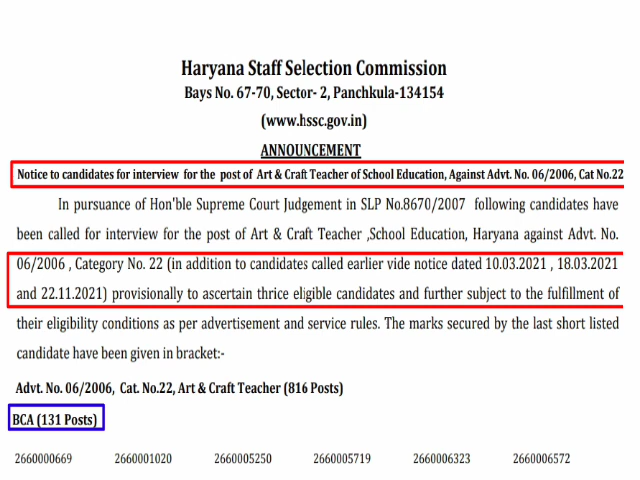 Haryana Staff Selection Commission
Bays No. 67-70, Sector- 2, Panchkula-134154
(www.hssc.gov.in)
ANNOUNCEMENT
Notice to candidates for interview for the post of Art & Craft Teacher of School Education, Against Advt. No. 06/2006, Cat No.22
In pursuance of Hon'ble Supreme Court Judgement in SLP No.8670/2007 following candidates have
been called for interview for the post of Art & Craft Teacher ,School Education, Haryana against Advt. No.
06/2006 , Category No. 22 (in addition to candidates called earlier vide notice dated 10.03.2021 , 18.03.2021
and 22.11.2021) provisionally to ascertain thrice eligible candidates and further subject to the fulfillment of
their eligibility conditions as per advertisement and service rules. The marks secured by the last short listed
candidate have been given in bracket:-
Advt. No. 06/2006, Cat. No.22, Art & Craft Teacher (816 Posts)
BCA (131 Posts)
2660000669 2660001020 2660005250 2660005719 2660006323 2660006572